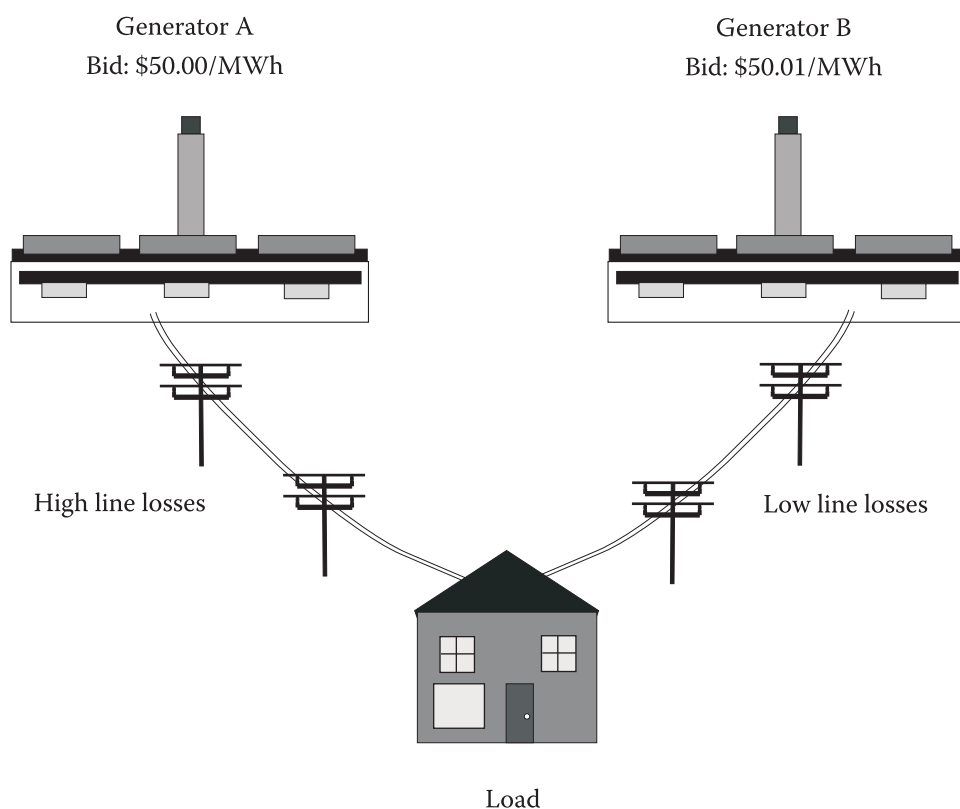 Generator A
Bid: $50.00/MWh
Generator B
Bid: $50.01/MWh
High line losses
Low line losses
Load